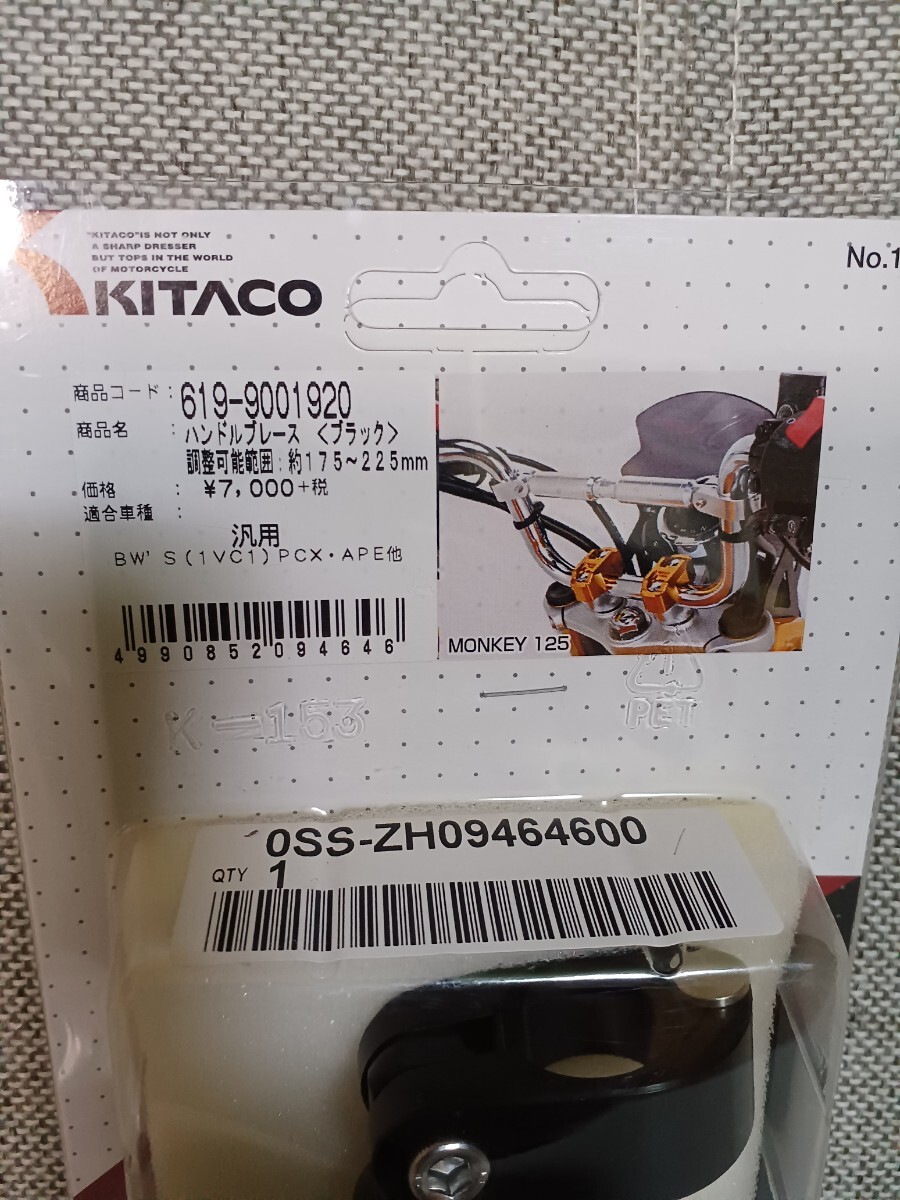 "KITACO"IS NOT ONLY
A SHARP DRESSER
BUT TOPS IN THE WORLD
OF MOTORCYCLE
KITACO
No.1
商品コード：619-9001920
商品名　：ハンドルブレース <ブラック>
調整可能範囲：約175~225mm
価格　：¥7,000+税
適合車種：
汎用
BW'S(1VC1)PCX・APE他
4990852094646
MONKEY 125
K-153
1
PET
0SS-ZH09464600
QTY 1